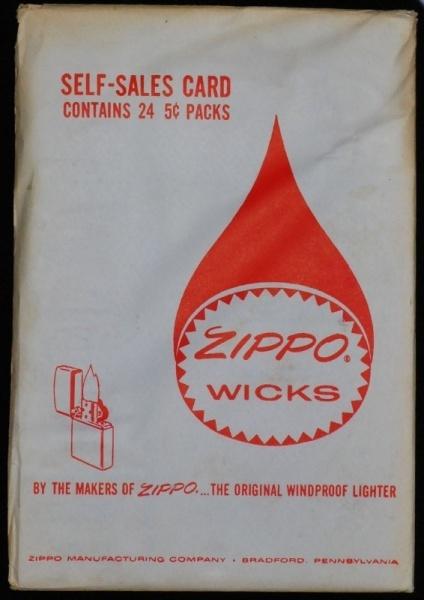 SELF-SALES CARD
CONTAINS 24 5¢ PACKS
ZIPPO®
WICKS
BY THE MAKERS OF ZIPPO....THE ORIGINAL WINDPROOF LIGHTER
ZIPPO MANUFACTURING COMPANY • BRADFORD, PENNSYLVANIA